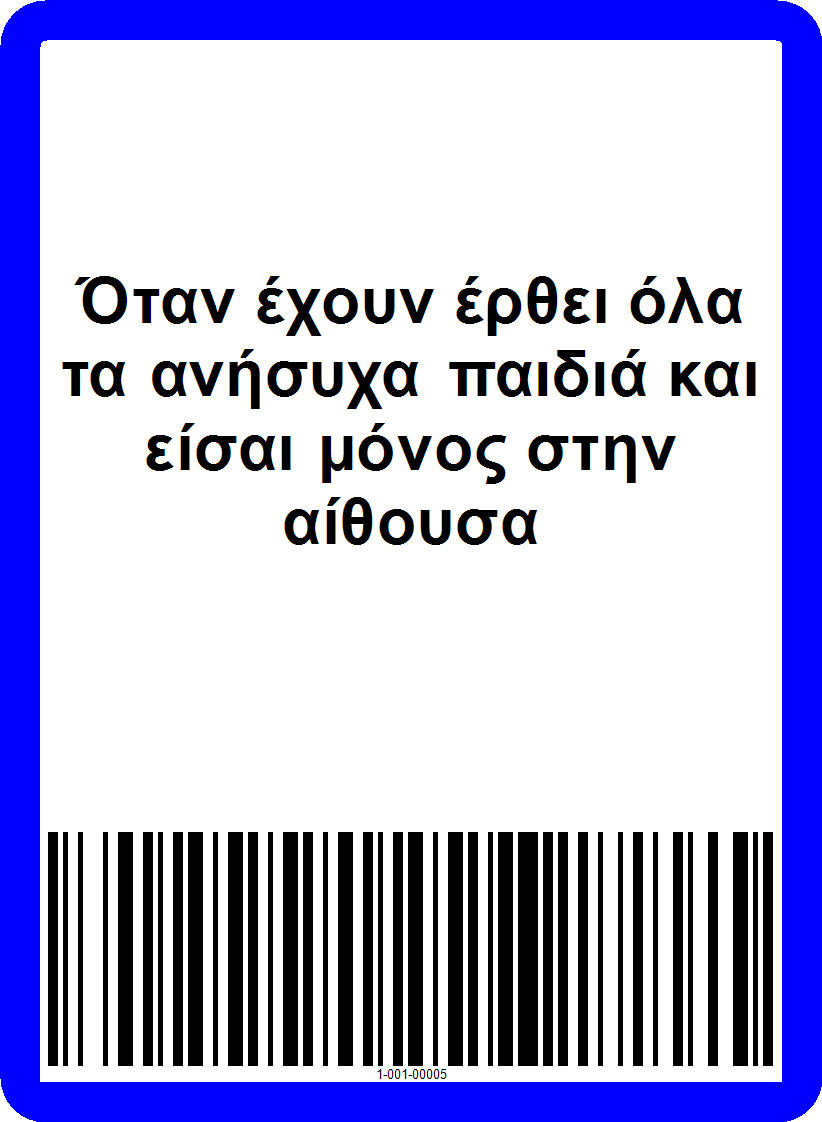 Όταν έχουν έρθει όλα
τα ανήσυχα παιδιά και
είσαι μόνος στην
αίθουσα
1-001-00005